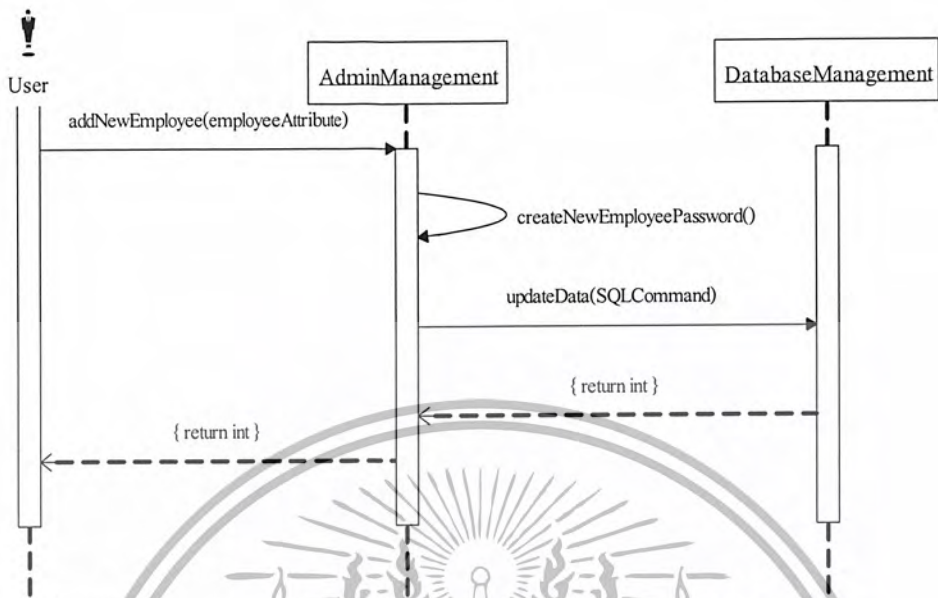 User
AdminManagement
DatabaseManagement
addNewEmployee(employeeAttribute)
createNewEmployeePassword()
updateData(SQLCommand)
{ return int }
{ return int }